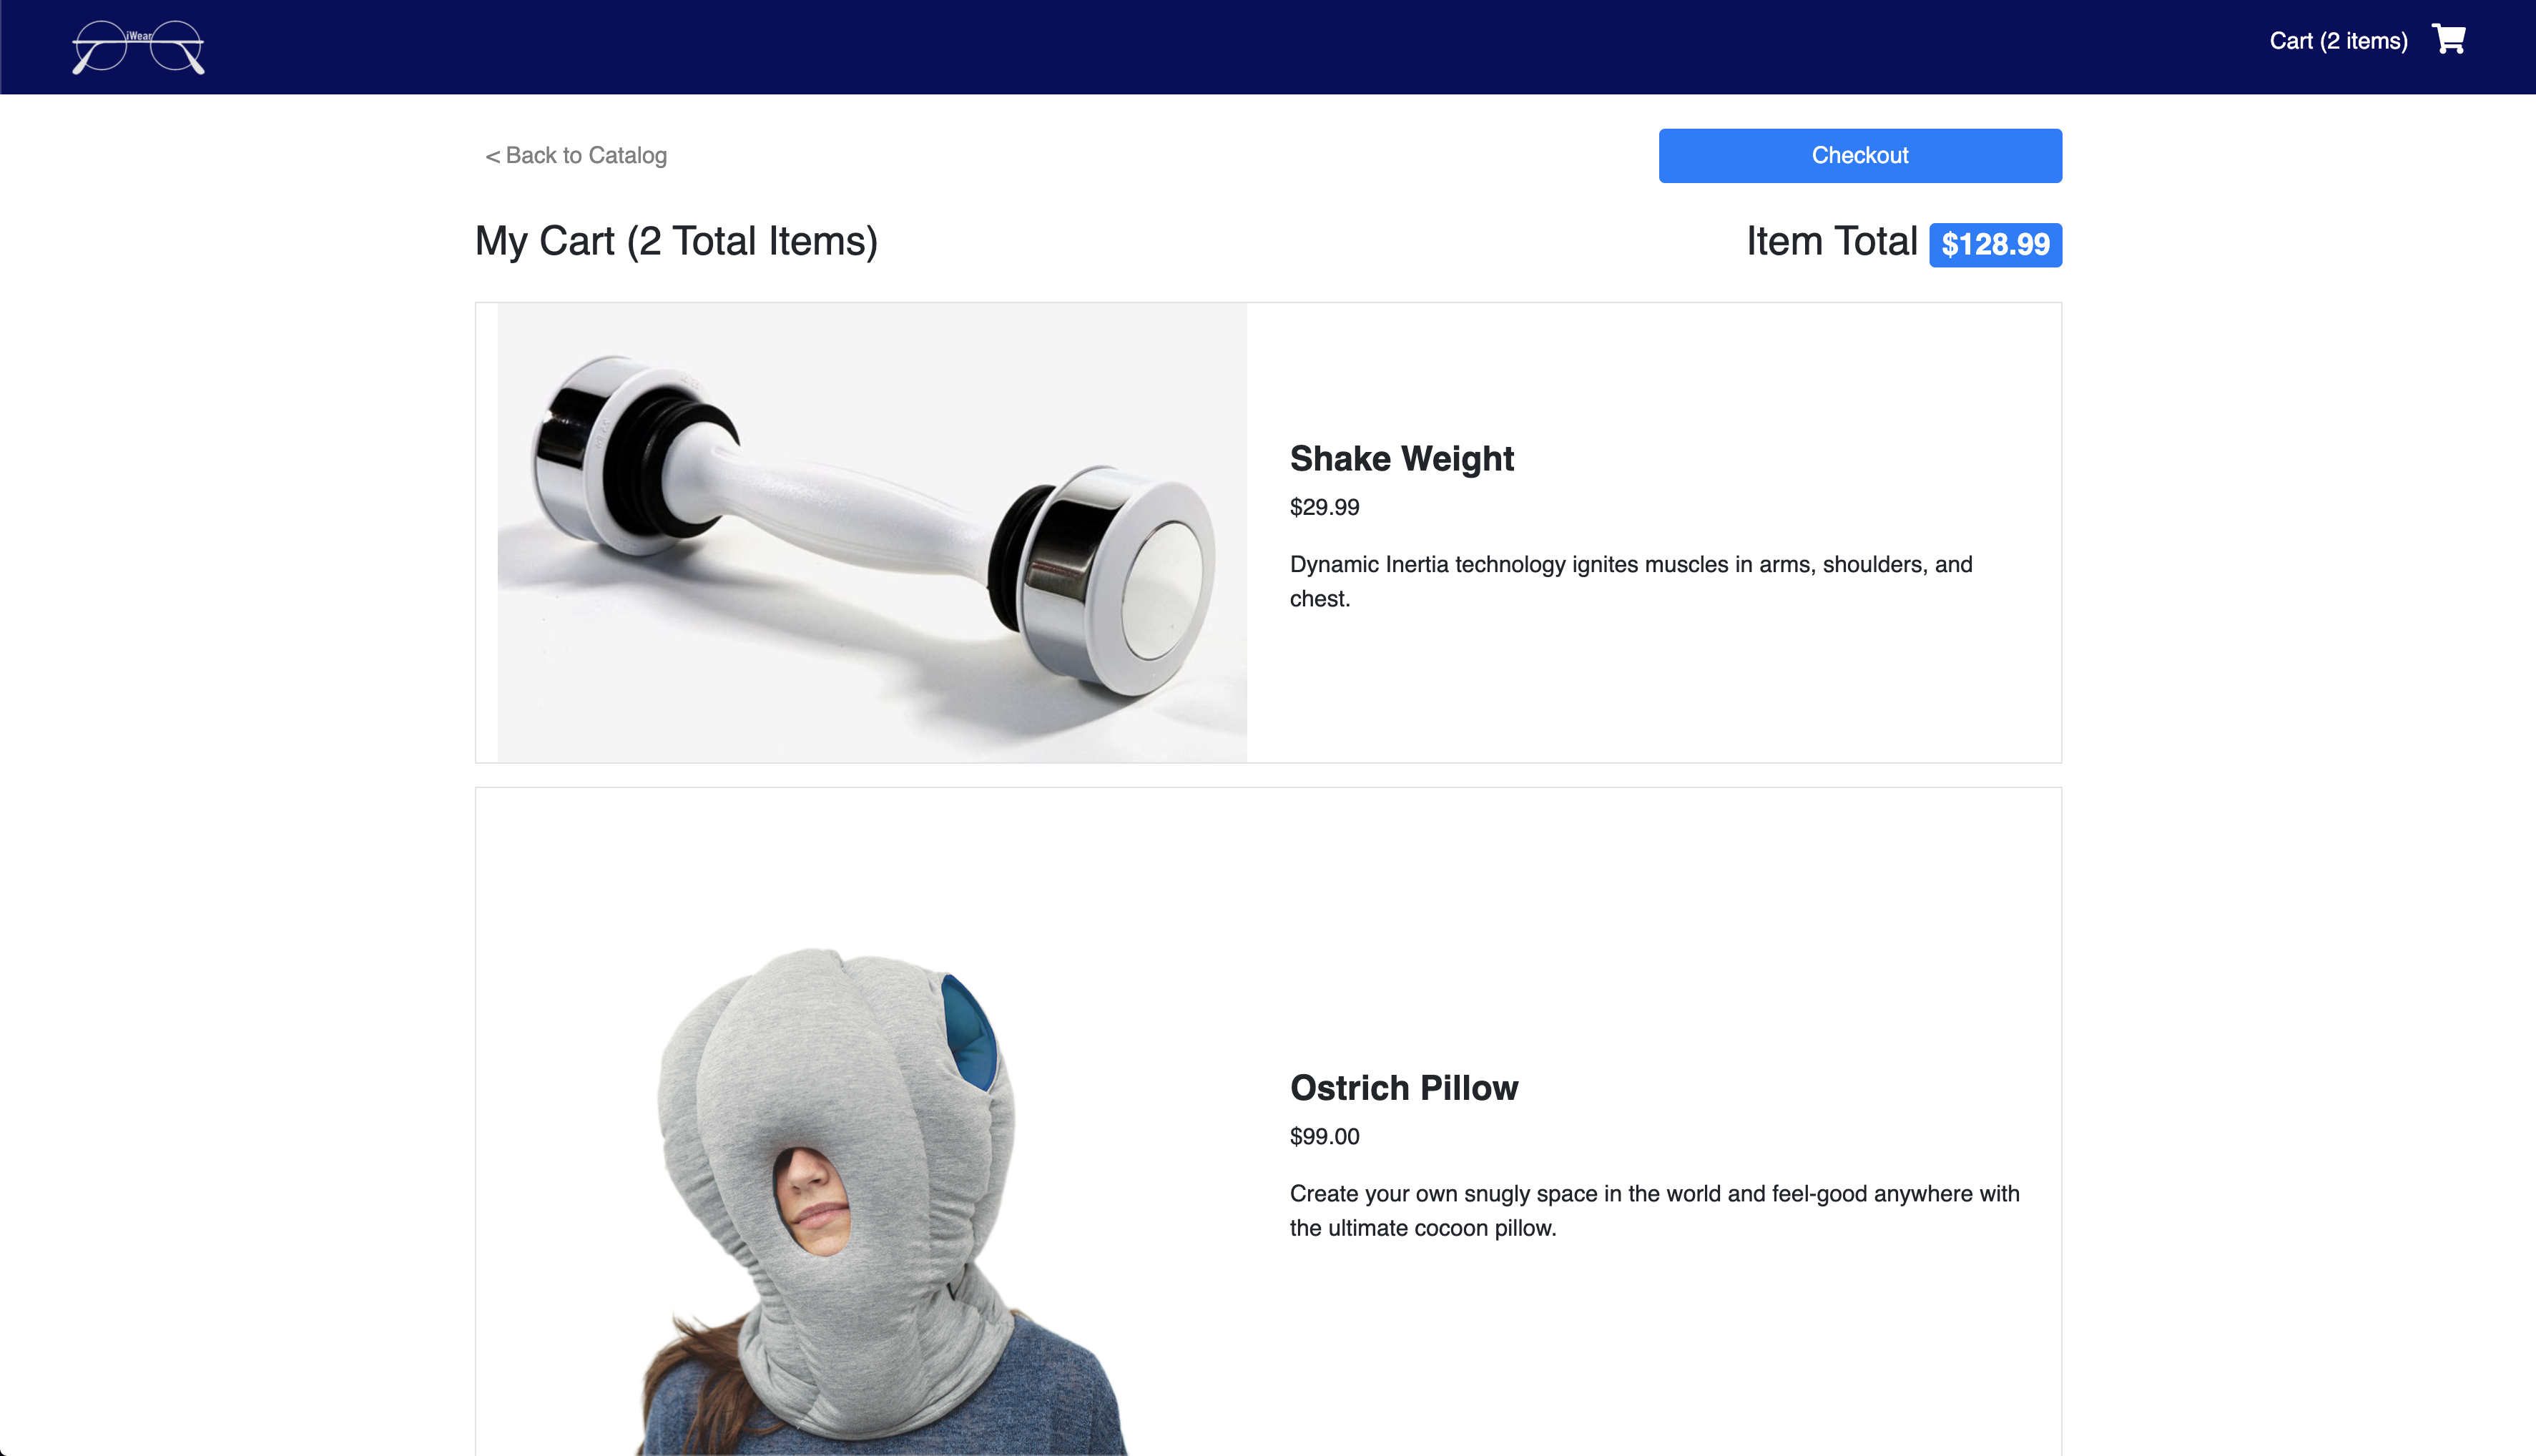 iWear
Cart (2 items)
< Back to Catalog
Checkout
My Cart (2 Total Items)
Item Total $128.99
Shake Weight
$29.99
Dynamic Inertia technology ignites muscles in arms, shoulders, and
chest.
Ostrich Pillow
$99.00
Create your own snugly space in the world and feel-good anywhere with
the ultimate cocoon pillow.